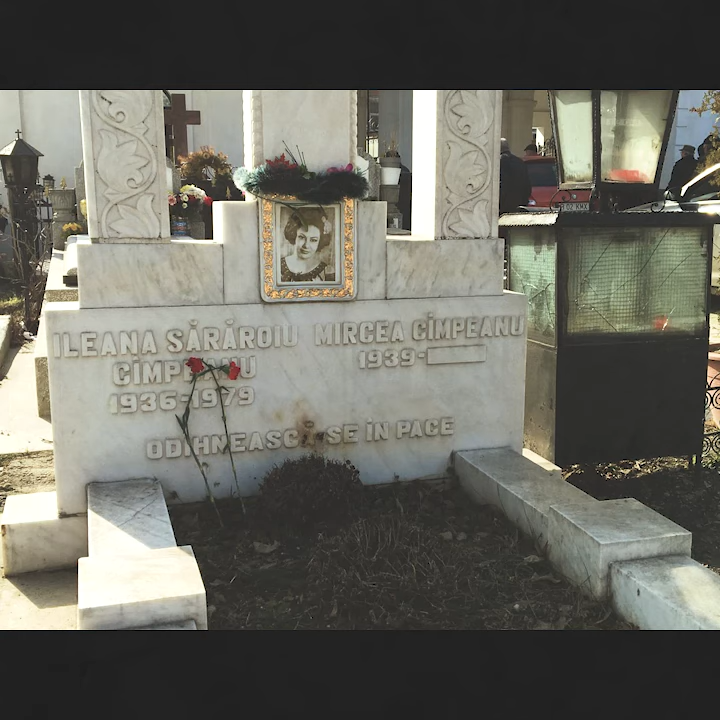 ILEANA SĂRĂROIU
CÎMPEANU
1936-1979
MIRCEA CÎMPEANU
1939-
ODIHNEASCĂ SE ÎN PACE